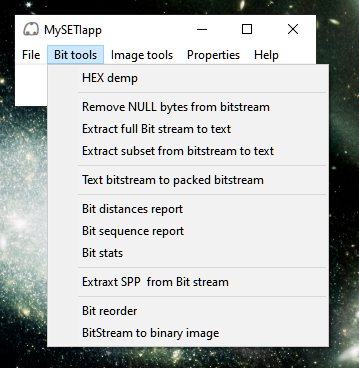 MySETIapp
File Bit tools Image tools Properties Help
HEX demp
Remove NULL bytes from bitstream
Extract full Bit stream to text
Extract subset from bitstream to text
Text bitstream to packed bitstream
Bit distances report
Bit sequence report
Bit stats
Extraxt SPP  from Bit stream
Bit reorder
BitStream to binary image